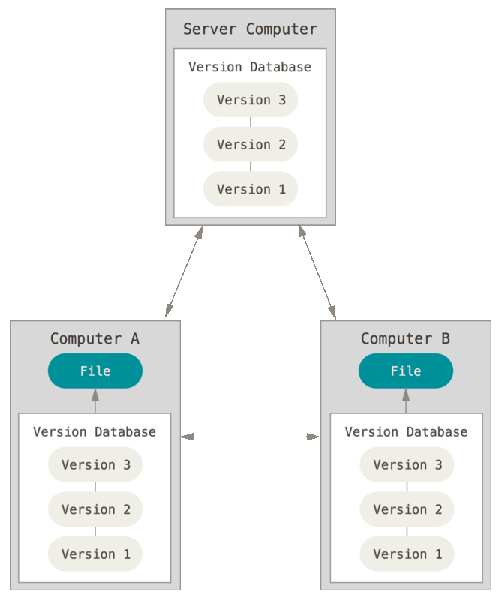 Server Computer
Version Database
Version 3
Version 2
Version 1
Computer A
File
Version Database
Version 3
Version 2
Version 1
Computer B
File
Version Database
Version 3
Version 2
Version 1